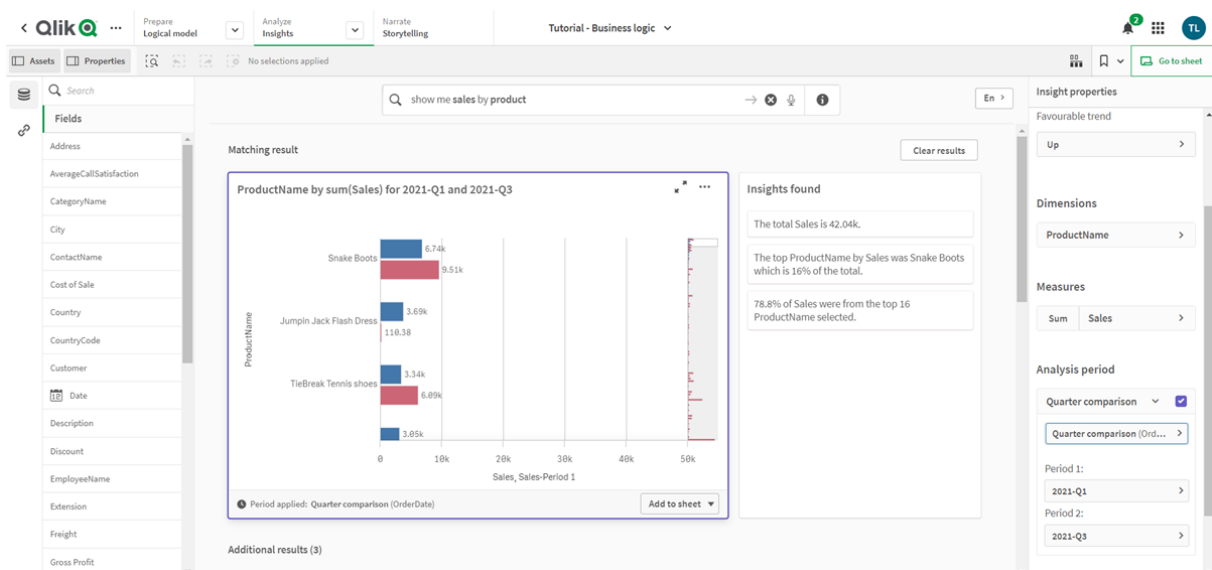 Qlik
Prepare
Logical model
Analyze
Insights
Narrate
Storytelling
Tutorial - Business logic
2
TL
Assets
Properties
No selections applied
Go to sheet
Search
Fields
Address
AverageCallSatisfaction
CategoryName
City
ContactName
Cost of Sale
Country
CountryCode
Customer
Date
Description
Discount
EmployeeName
Extension
Freight
Gross Profit
show me sales by product
En
Matching result
Clear results
ProductName by sum(Sales) for 2021-Q1 and 2021-Q3
ProductName
Snake Boots
6.74k
9.51k
Jumpin Jack Flash Dress
3.69k
110.38
TieBreak Tennis shoes
3.34k
6.09k
3.05k
0 10k 20k 30k 40k 50k
Sales, Sales-Period 1
Period applied: Quarter comparison (OrderDate)
Add to sheet
Insights found
The total Sales is 42.04k.
The top ProductName by Sales was Snake Boots
which is 16% of the total.
78.8% of Sales were from the top 16
ProductName selected.
Additional results (3)
Insight properties
Favourable trend
Up
Dimensions
ProductName
Measures
Sum Sales
Analysis period
Quarter comparison
Quarter comparison (Ord...
Period 1:
2021-Q1
Period 2:
2021-Q3